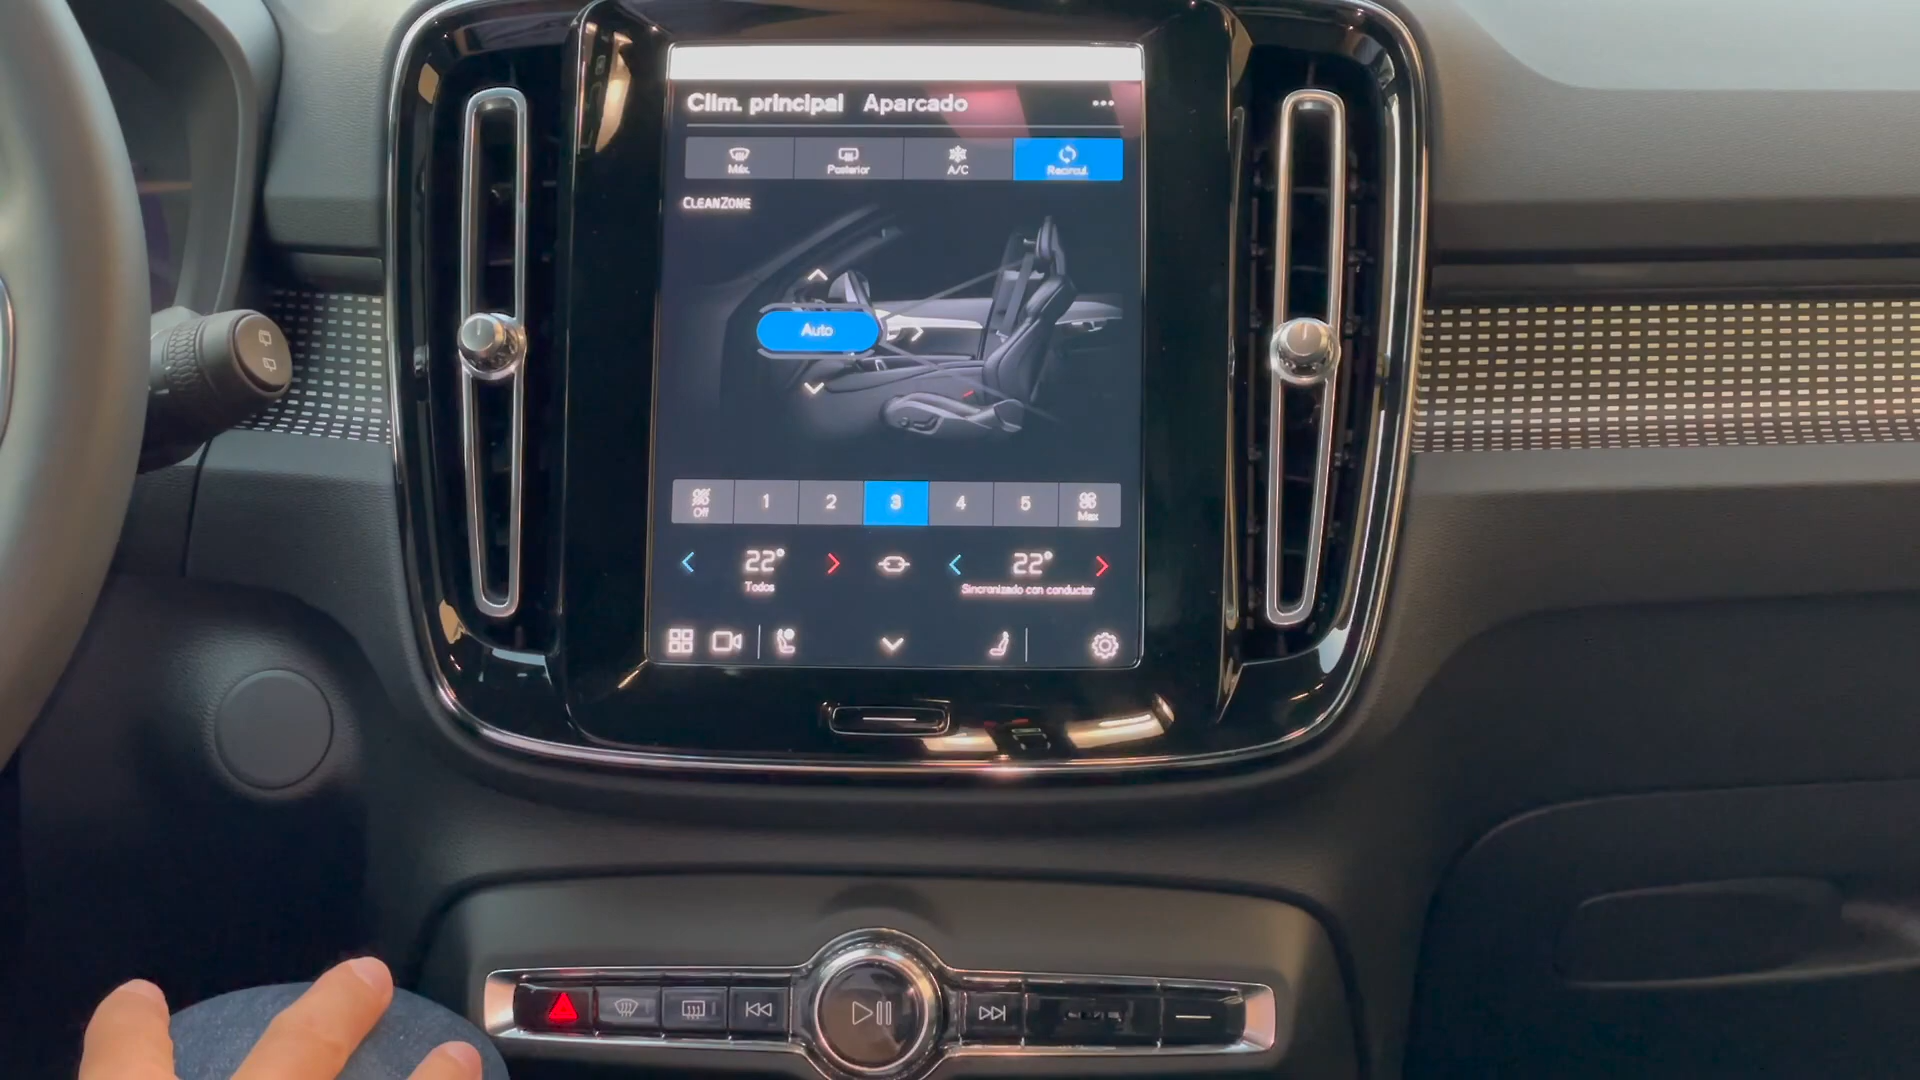 Clim. principal Aparcado
Máx. Posterior A/C Recircul.
CLEANZONE
Auto
Off 1 2 3 4 5 Max
22° 22°
Todos Sincronizado con conductor